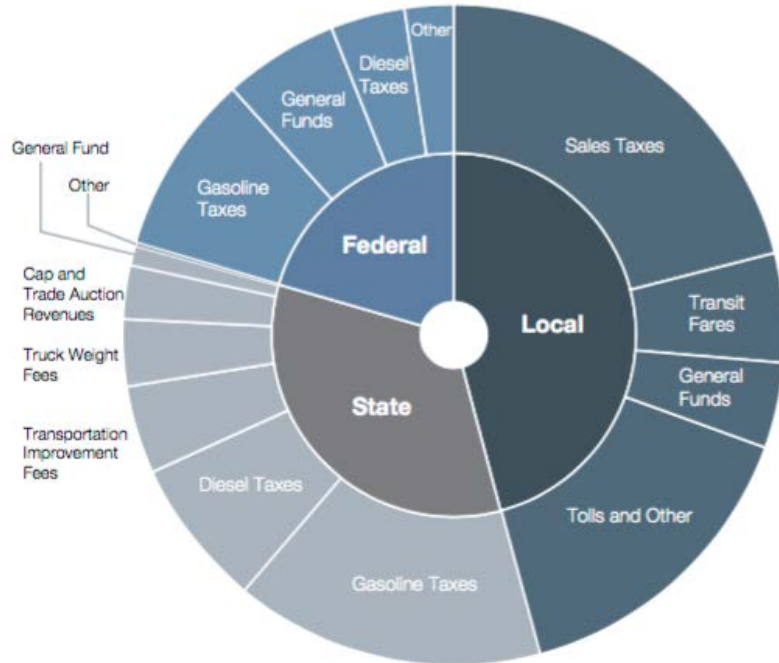 Other
Diesel
Taxes
General
Funds
Gasoline
Taxes
Federal
Sales Taxes
Transit
Fares
General
Funds
Tolls and Other
Local
General Fund
Other
Cap and
Trade Auction
Revenues
Truck Weight
Fees
Transportation
Improvement
Fees
Diesel Taxes
Gasoline Taxes
State